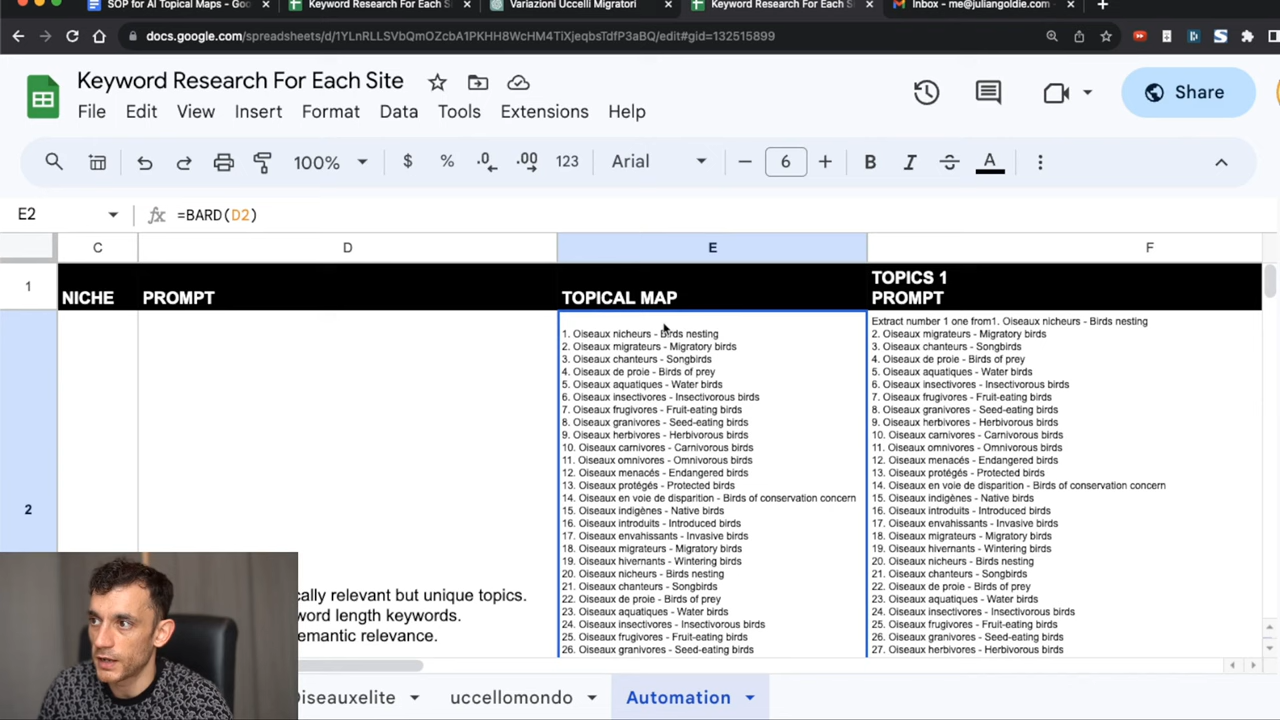 SOP for AI Topical Maps - Goo
Keyword Research For Each Si
Variazioni Uccelli Migratori
Keyword Research For Each S
Inbox - me@juliangoldie.com -
docs.google.com/spreadsheets/d/1YLnRLLSVbQmOZcbA1PKHH8WcHM4TiXjeqbsTdfP3aBQ/edit#gid=132515899
Keyword Research For Each Site
File Edit View Insert Format Data Tools Extensions Help
Share
100% $ % .0 .00 123 Arial 6 B I S A
E2 fx =BARD(D2)
C D E F
1 NICHE PROMPT TOPICAL MAP TOPICS 1
PROMPT
2
cally relevant but unique topics.
word length keywords.
emantic relevance.
1. Oiseaux nicheurs - Birds nesting
2. Oiseaux migrateurs - Migratory birds
3. Oiseaux chanteurs - Songbirds
4. Oiseaux de proie - Birds of prey
5. Oiseaux aquatiques - Water birds
6. Oiseaux insectivores - Insectivorous birds
7. Oiseaux frugivores - Fruit-eating birds
8. Oiseaux granivores - Seed-eating birds
9. Oiseaux herbivores - Herbivorous birds
10. Oiseaux carnivores - Carnivorous birds
11. Oiseaux omnivores - Omnivorous birds
12. Oiseaux menacés - Endangered birds
13. Oiseaux protégés - Protected birds
14. Oiseaux en voie de disparition - Birds of conservation concern
15. Oiseaux indigènes - Native birds
16. Oiseaux introduits - Introduced birds
17. Oiseaux envahissants - Invasive birds
18. Oiseaux migrateurs - Migratory birds
19. Oiseaux hivernants - Wintering birds
20. Oiseaux nicheurs - Birds nesting
21. Oiseaux chanteurs - Songbirds
22. Oiseaux de proie - Birds of prey
23. Oiseaux aquatiques - Water birds
24. Oiseaux insectivores - Insectivorous birds
25. Oiseaux frugivores - Fruit-eating birds
26. Oiseaux granivores - Seed-eating birds
Extract number 1 one from1. Oiseaux nicheurs - Birds nesting
2. Oiseaux migrateurs - Migratory birds
3. Oiseaux chanteurs - Songbirds
4. Oiseaux de proie - Birds of prey
5. Oiseaux aquatiques - Water birds
6. Oiseaux insectivores - Insectivorous birds
7. Oiseaux frugivores - Fruit-eating birds
8. Oiseaux granivores - Seed-eating birds
9. Oiseaux herbivores - Herbivorous birds
10. Oiseaux carnivores - Carnivorous birds
11. Oiseaux omnivores - Omnivorous birds
12. Oiseaux menacés - Endangered birds
13. Oiseaux protégés - Protected birds
14. Oiseaux en voie de disparition - Birds of conservation concern
15. Oiseaux indigènes - Native birds
16. Oiseaux introduits - Introduced birds
17. Oiseaux envahissants - Invasive birds
18. Oiseaux migrateurs - Migratory birds
19. Oiseaux hivernants - Wintering birds
20. Oiseaux nicheurs - Birds nesting
21. Oiseaux chanteurs - Songbirds
22. Oiseaux de proie - Birds of prey
23. Oiseaux aquatiques - Water birds
24. Oiseaux insectivores - Insectivorous birds
25. Oiseaux frugivores - Fruit-eating birds
26. Oiseaux granivores - Seed-eating birds
27. Oiseaux herbivores - Herbivorous birds
Oiseauxelite uccellomondo Automation